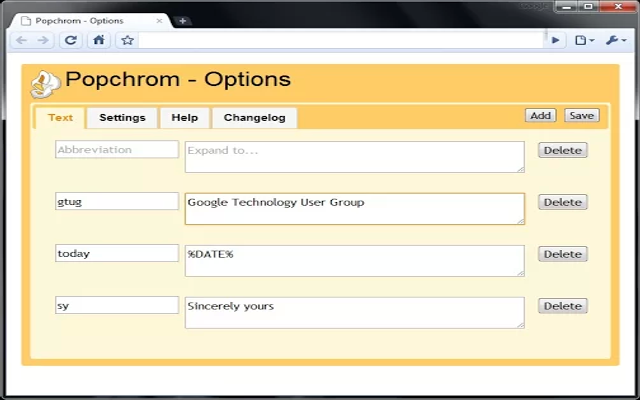 Popchrom - Options
Popchrom - Options
Text Settings Help Changelog Add Save
Abbreviation Expand to... Delete
gtug Google Technology User Group Delete
today %DATE% Delete
sy Sincerely yours Delete